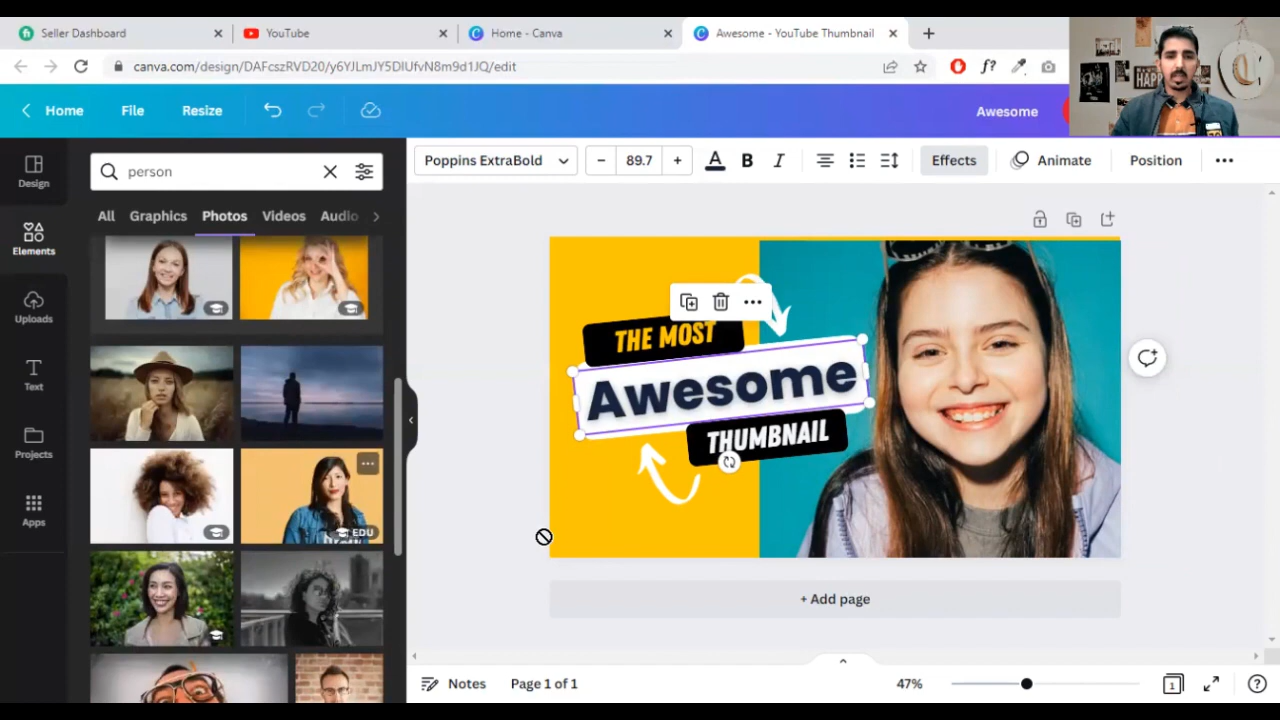 Seller Dashboard
YouTube
Home - Canva
Awesome - YouTube Thumbnail
canva.com/design/DAFcszRVD20/y6YJLmJY5DIUfvN8m9d1JQ/edit
f?
HAPP
Home
File
Resize
Awesome
Design
Elements
Uploads
Text
Projects
Apps
person
All
Graphics
Photos
Videos
Audio
EDU
Poppins ExtraBold
89.7
A
B
I
Effects
Animate
Position
THE MOST
Awesome
THUMBNAIL
+ Add page
Notes
Page 1 of 1
47%
1